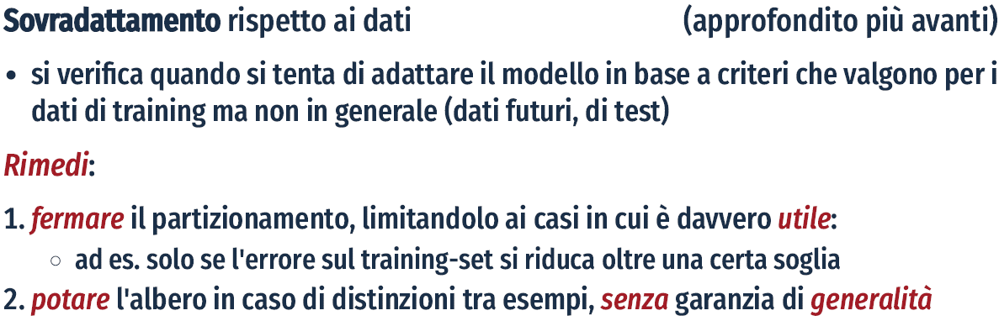 Sovradattamento rispetto ai dati (approfondito più avanti)
• si verifica quando si tenta di adattare il modello in base a criteri che valgono per i
dati di training ma non in generale (dati futuri, di test)
Rimedi:
1. fermare il partizionamento, limitandolo ai casi in cui è davvero utile:
○ ad es. solo se l'errore sul training-set si riduca oltre una certa soglia
2. potare l'albero in caso di distinzioni tra esempi, senza garanzia di generalità